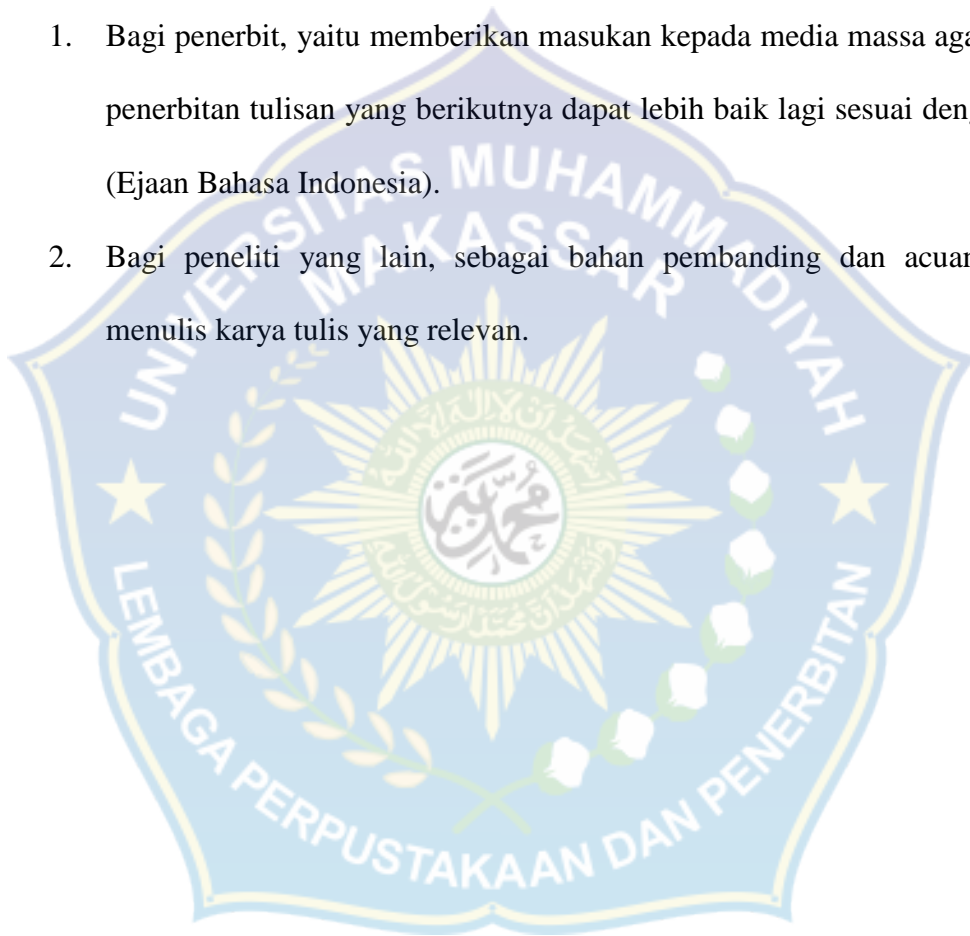 1. Bagi penerbit, yaitu memberikan masukan kepada media massa aga
penerbitan tulisan yang berikutnya dapat lebih baik lagi sesuai deng
(Ejaan Bahasa Indonesia).
2. Bagi peneliti yang lain, sebagai bahan pembanding dan acuan
menulis karya tulis yang relevan.
UNIVERSITAS MUHAMMADIYAH
MAKASSAR
محمدية
LEMBAGA PERPUSTAKAAN DAN PENERBITAN